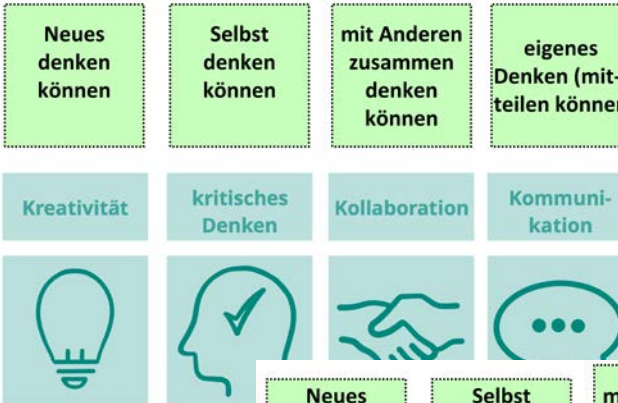 Neues
denken
können
Selbst
denken
können
mit Anderen
zusammen
denken
können
eigenes
Denken (mit-
teilen können
Kreativität
kritisches
Denken
Kollaboration
Kommuni-
kation
Neues
Selbst